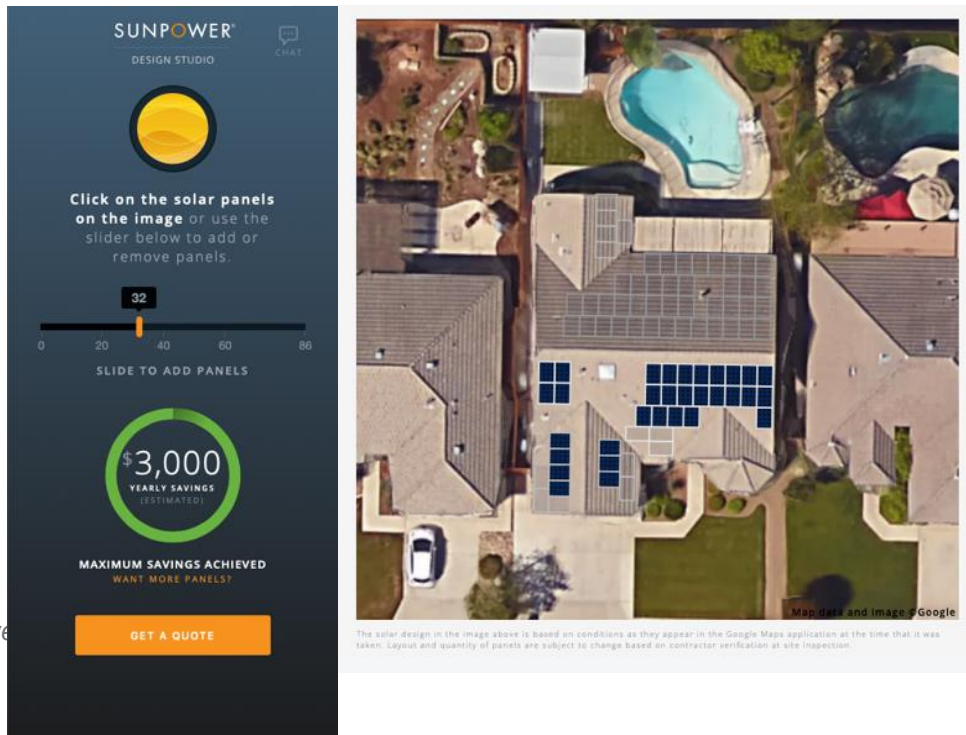 SUNPOWER®
DESIGN STUDIO
CHAT
Click on the solar panels
on the image or use the
slider below to add or
remove panels.
32
0 20 40 60 86
SLIDE TO ADD PANELS
$3,000
YEARLY SAVINGS
(ESTIMATED)
MAXIMUM SAVINGS ACHIEVED
WANT MORE PANELS?
GET A QUOTE
Map data and image ©Google
The solar design in the image above is based on conditions as they appear in the Google Maps application at the time that it was
taken. Layout and quantity of panels are subject to change based on contractor verification at site inspection.